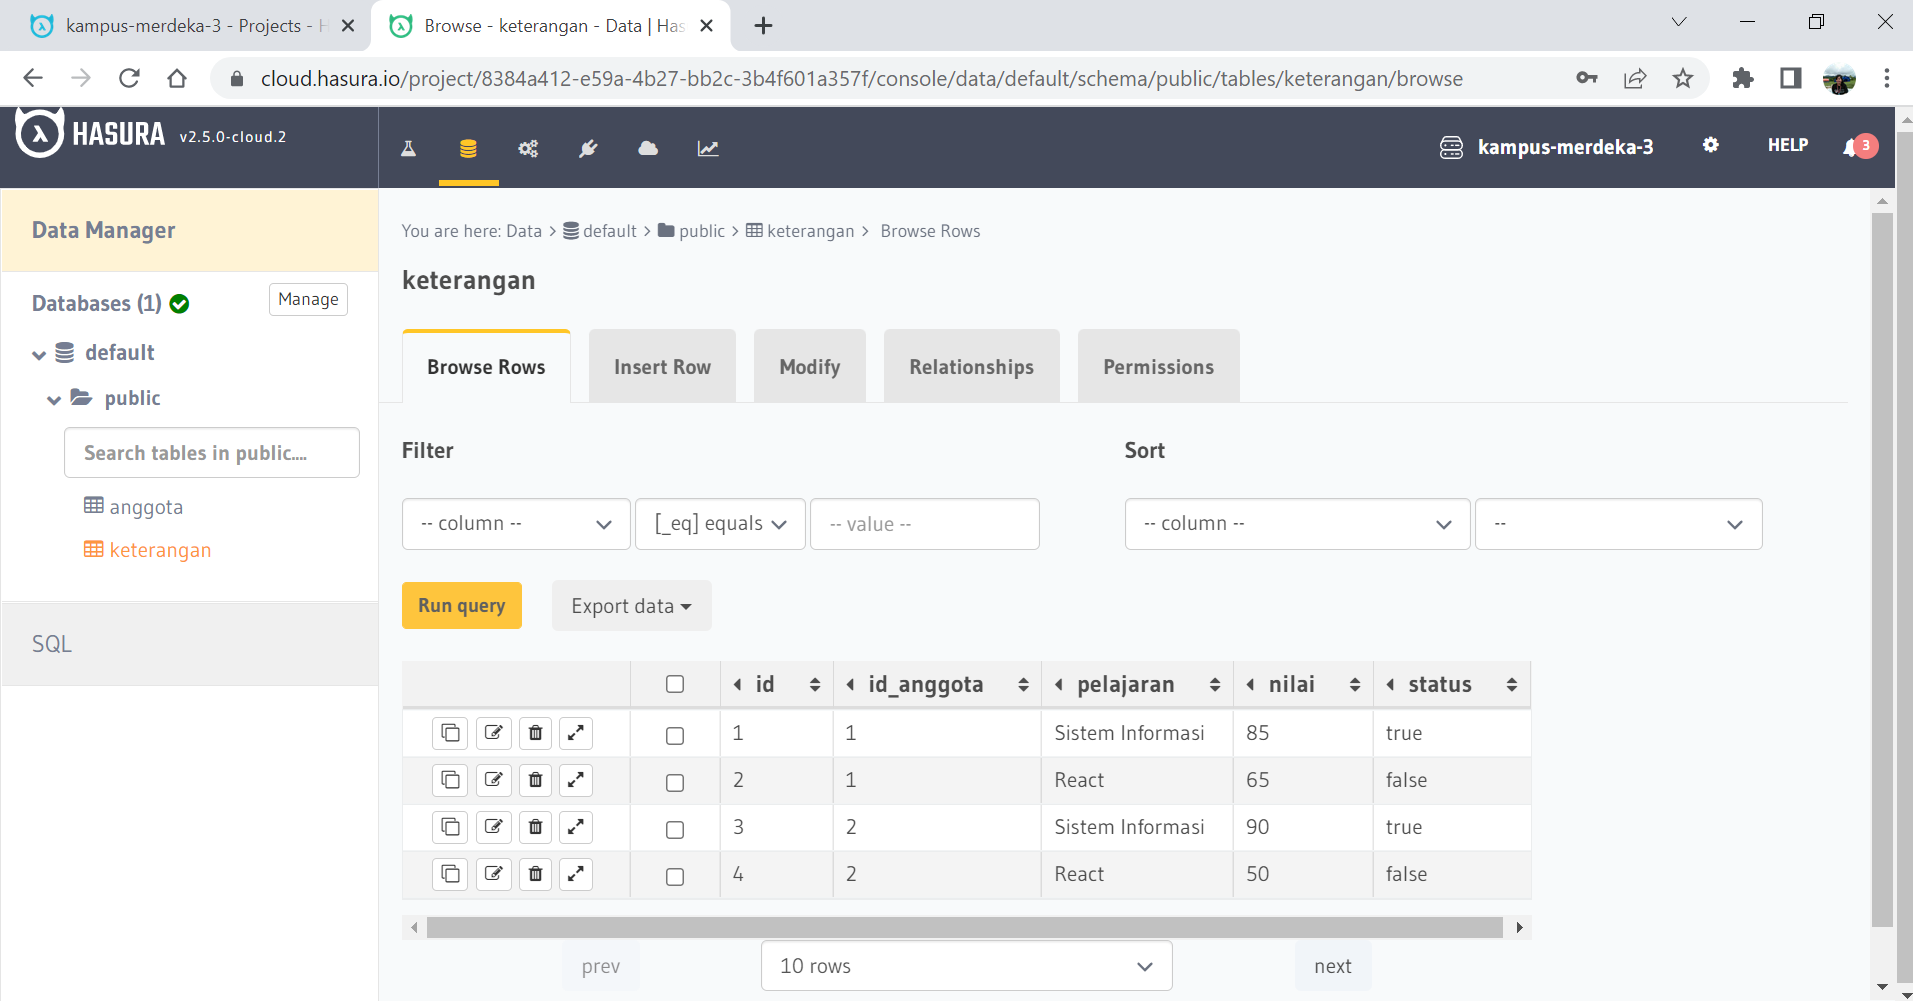 kampus-merdeka-3 - Projects - H
Browse - keterangan - Data | Has
cloud.hasura.io/project/8384a412-e59a-4b27-bb2c-3b4f601a357f/console/data/default/schema/public/tables/keterangan/browse
HASURA v2.5.0-cloud.2
kampus-merdeka-3
HELP
3
Data Manager
Databases (1)
Manage
default
public
Search tables in public....
anggota
keterangan
SQL
You are here: Data > default > public > keterangan > Browse Rows
keterangan
Browse Rows
Insert Row
Modify
Relationships
Permissions
Filter
Sort
-- column --
[_eq] equals
-- value --
-- column --
--
Run query
Export data
id id_anggota pelajaran nilai status
1 1 Sistem Informasi 85 true
2 1 React 65 false
3 2 Sistem Informasi 90 true
4 2 React 50 false
prev
10 rows
next